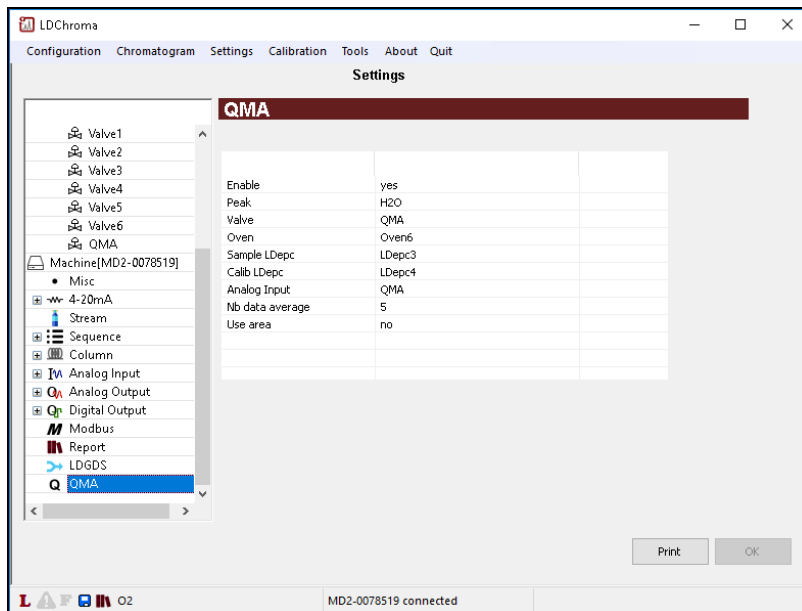 LDChroma
Configuration Chromatogram Settings Calibration Tools About Quit
Settings
QMA
Valve1
Valve2
Valve3
Valve4
Valve5
Valve6
QMA
Machine[MD2-0078519]
Misc
4-20mA
Stream
Sequence
Column
Analog Input
Analog Output
Digital Output
Modbus
Report
LDGDS
QMA
Enable yes
Peak H2O
Valve QMA
Oven Oven6
Sample LDepc LDepc3
Calib LDepc LDepc4
Analog Input QMA
Nb data average 5
Use area no
Print OK
L F O2 MD2-0078519 connected